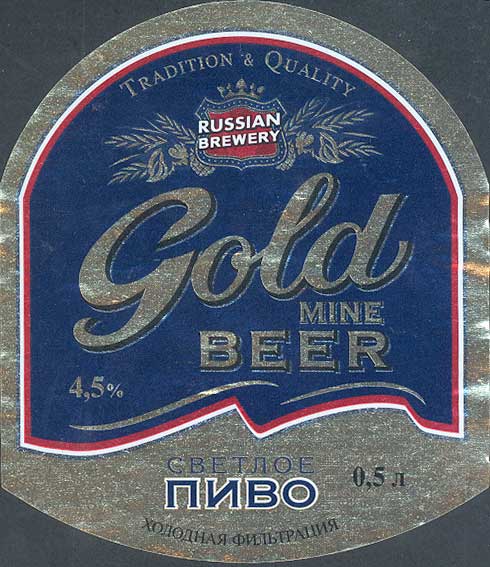 TRADITION & QUALITY
RUSSIAN
BREWERY
Gold
MINE
BEER
4,5%
СВЕТЛОЕ
ПИВО
0,5 л
ХОЛОДНАЯ ФИЛЬТРАЦИЯ